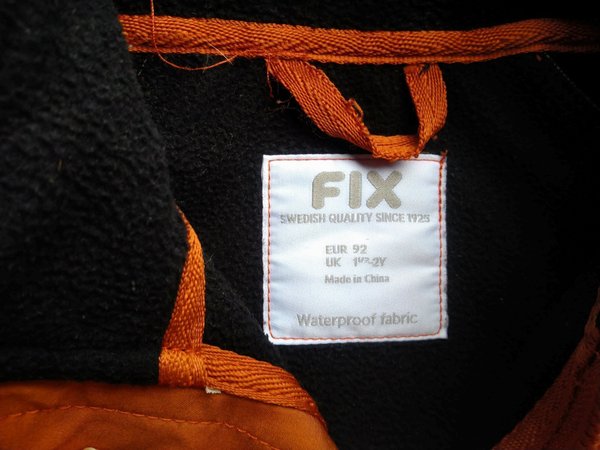 FIX
SWEDISH QUALITY SINCE 1925
EUR 92
UK 1½-2Y
Made in China
Waterproof fabric